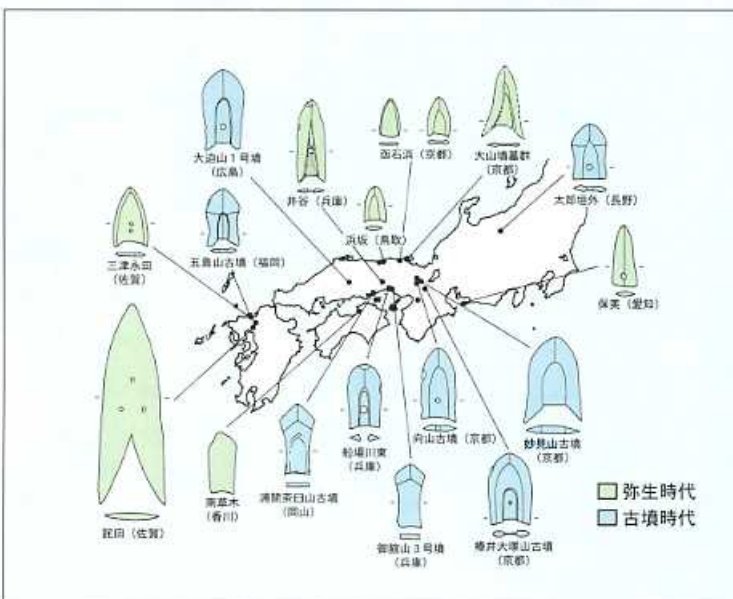 大迫山1号墳
(広島)
井谷(兵庫)
函石浜(京都)
大山墳墓群
(京都)
太郎垣外(長野)
浜坂(鳥取)
三津永田
(佐賀)
五島山古墳(福岡)
保美(愛知)
船場川東
(兵庫)
向山古墳(京都)
妙見山古墳
(京都)
南草木
(香川)
浦間茶臼山古墳
(岡山)
(佐賀)
御館山3号墳
(兵庫)
椿井大塚山古墳
(京都)
弥生時代
古墳時代